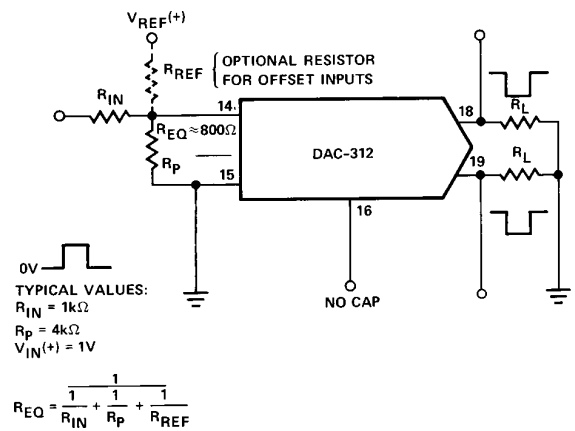 VREF(+)
RREF { OPTIONAL RESISTOR
FOR OFFSET INPUTS
RIN
14
REQ ≈ 800Ω
RP
15
DAC-312
16
18
RL
RL
19
NO CAP
0V
TYPICAL VALUES:
RIN = 1kΩ
RP = 4kΩ
VIN(+) = 1V
REQ = 1 / (1/RIN + 1/RP + 1/RREF)